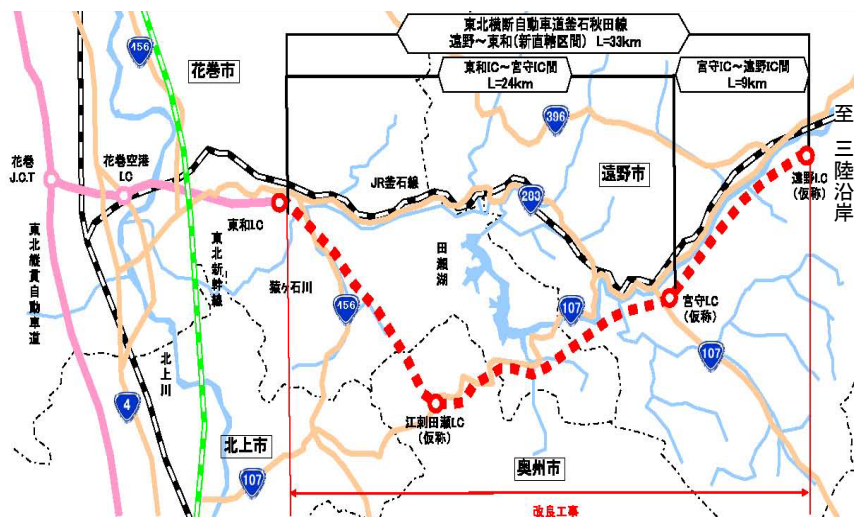 東北横断自動車道釜石秋田線
遠野～東和(新直轄区間) L=33km
東和IC～宮守IC間
L=24km
宮守IC～遠野IC間
L=9km
456
花巻市
396
至 三陸沿岸
花巻
J.C.T
花巻空港
I.C
JR釜石線
283
遠野市
遠野I.C
(仮称)
東和I.C
東北縦貫自動車道
東北新幹線
猿ヶ石川
田瀬湖
456
107
宮守I.C
(仮称)
107
北上川
4
江刺田瀬I.C
(仮称)
北上市
107
奥州市
改良工事